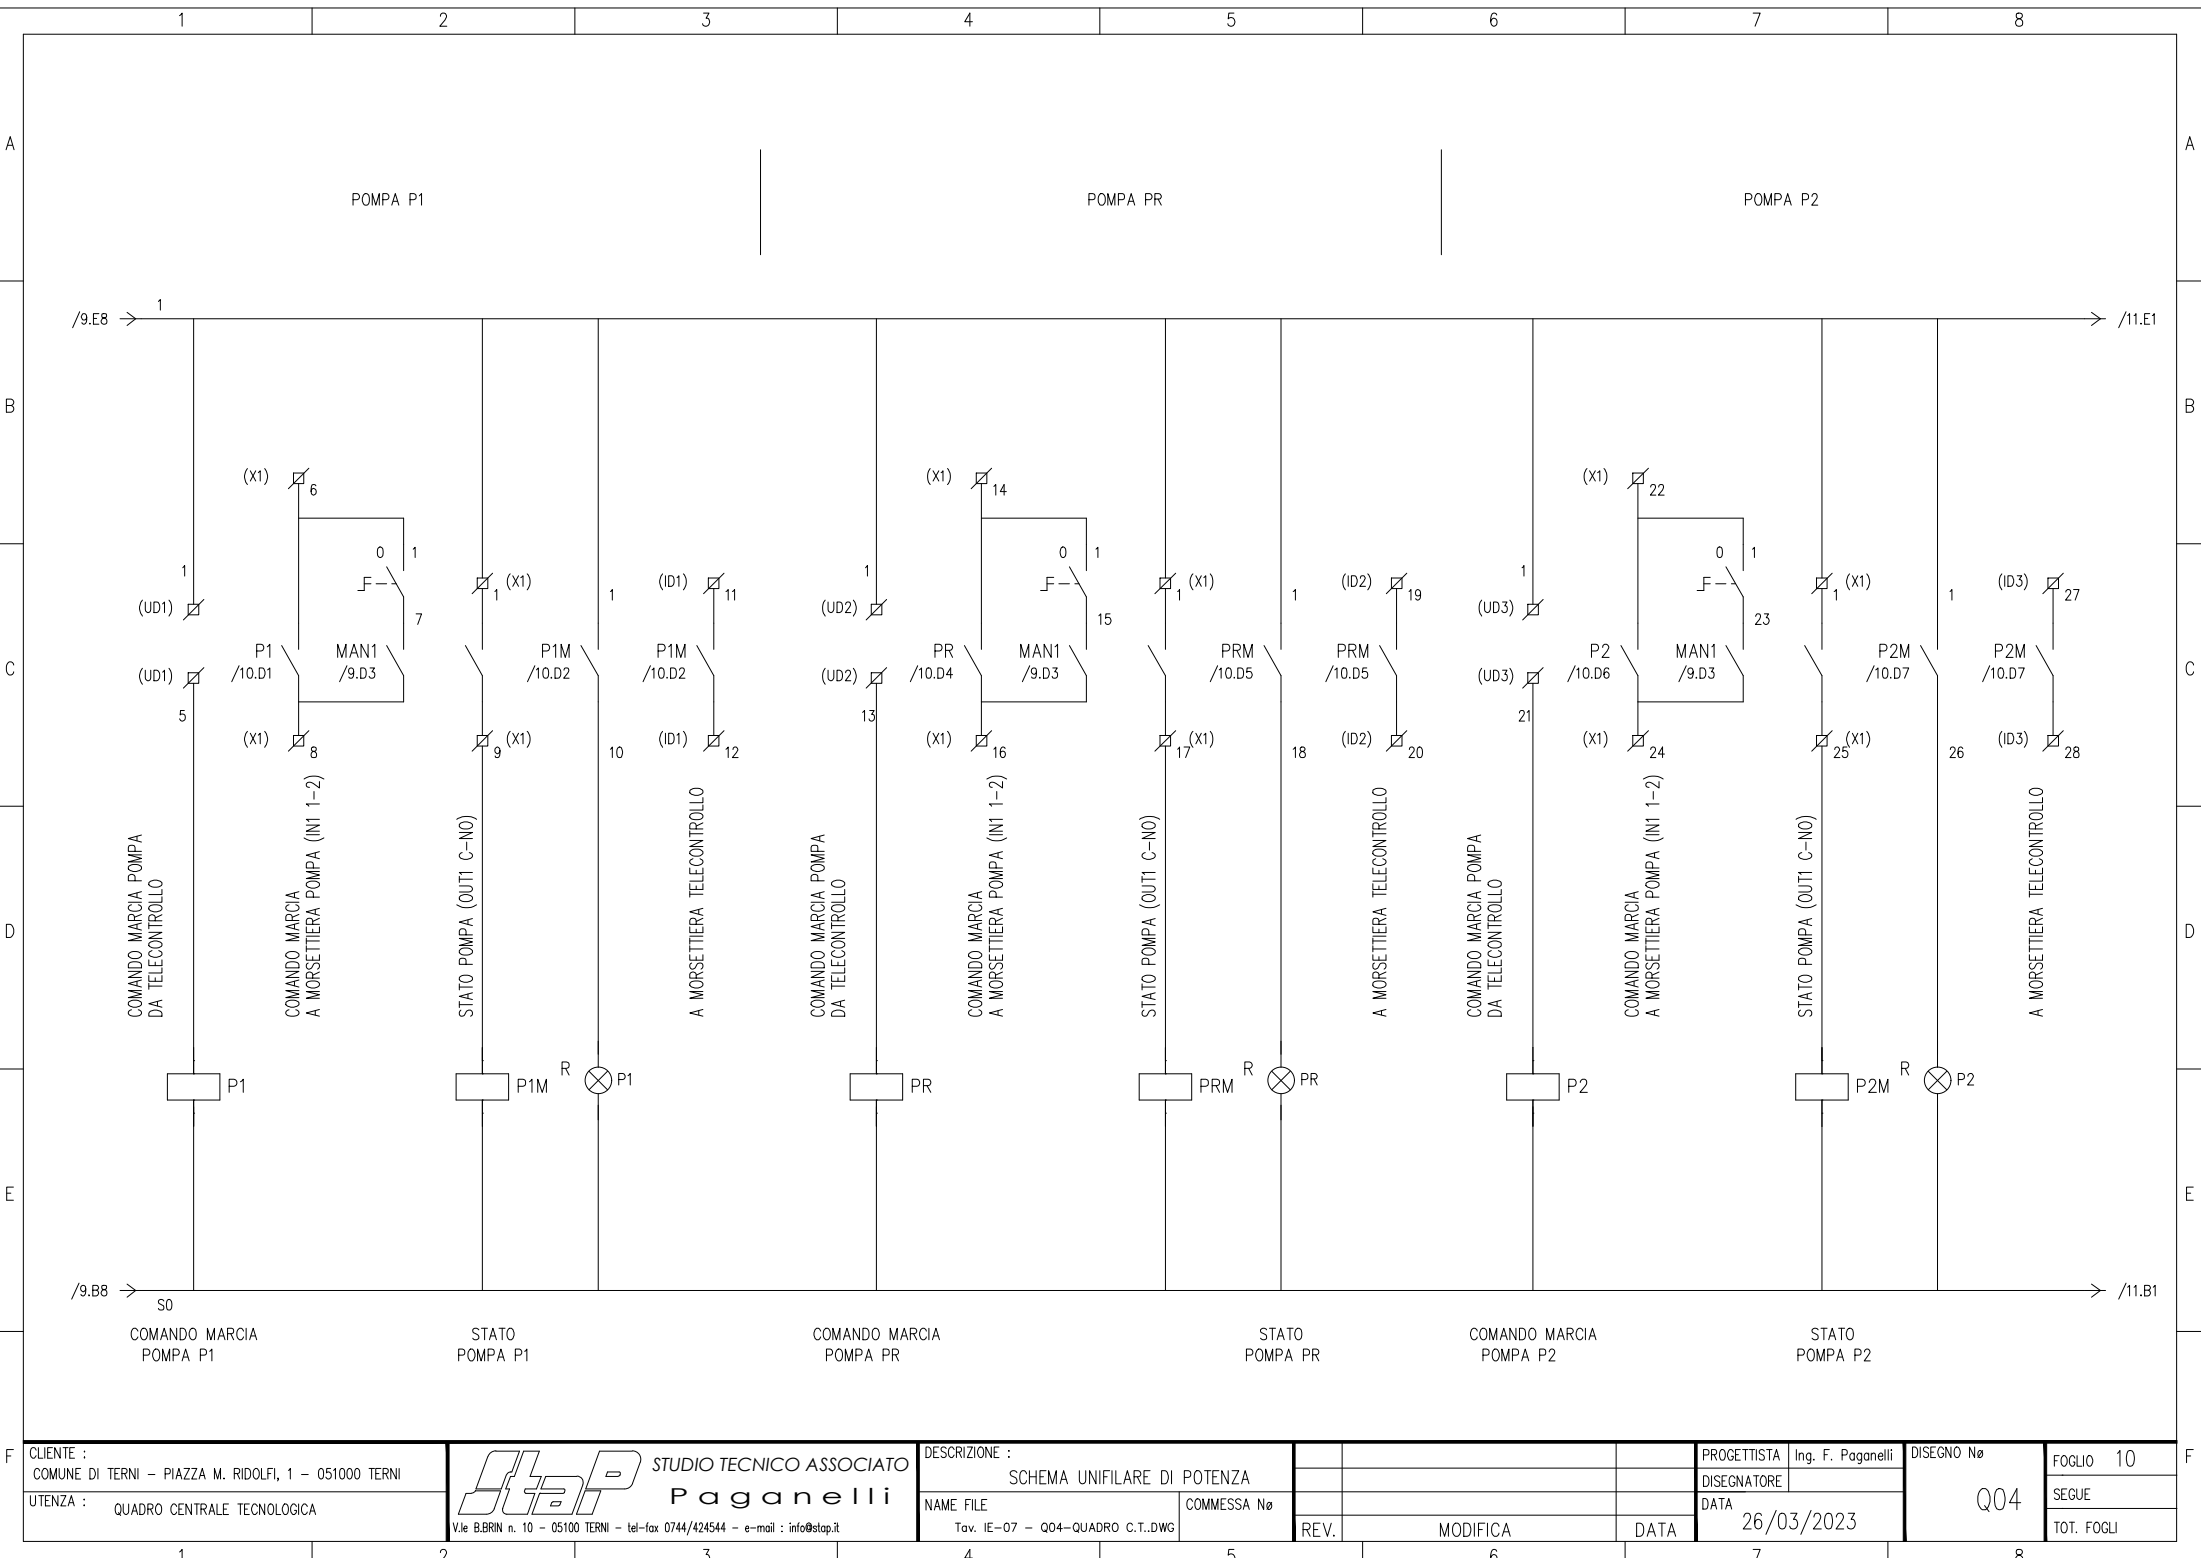 1 2 3 4 5 6 7 8
A A
POMPA P1 POMPA PR POMPA P2
1
/9.E8 /11.E1
B B
(X1) 6 (X1) 14 (X1) 22
0 1 0 1 0 1
1 (X1) 1 (ID1) 11 1 (X1) 1 (ID2) 19 1 (X1) 1 (ID3) 27
1 1 1
(UD1) (UD2) (UD3)
7 15 23
P1 MAN1 P1M P1M PR MAN1 PRM PRM P2 MAN1 P2M P2M
C C
/10.D1 /9.D3 /10.D2 /10.D2 /10.D4 /9.D3 /10.D5 /10.D5 /10.D6 /9.D3 /10.D7 /10.D7
(UD1) (UD2) (UD3)
5 13 21
(X1) 8 (X1) 9 10 (ID1) 12 (X1) 16 (X1) 17 18 (ID2) 20 (X1) 24 (X1) 25 26 (ID3) 28
COMANDO MARCIA POMPA
DA TELECONTROLLO
COMANDO MARCIA
A MORSETTIERA POMPA (IN1 1-2)
STATO POMPA (OUT1 C-NO)
A MORSETTIERA TELECONTROLLO
COMANDO MARCIA POMPA
DA TELECONTROLLO
COMANDO MARCIA
A MORSETTIERA POMPA (IN1 1-2)
STATO POMPA (OUT1 C-NO)
A MORSETTIERA TELECONTROLLO
COMANDO MARCIA POMPA
DA TELECONTROLLO
COMANDO MARCIA
A MORSETTIERA POMPA (IN1 1-2)
STATO POMPA (OUT1 C-NO)
A MORSETTIERA TELECONTROLLO
D D
P1 P1M R P1 PR PRM R PR P2 P2M R P2
E E
/9.B8 /11.B1
S0
COMANDO MARCIA
POMPA P1
STATO
POMPA P1
COMANDO MARCIA
POMPA PR
STATO
POMPA PR
COMANDO MARCIA
POMPA P2
STATO
POMPA P2
F F
CLIENTE :
COMUNE DI TERNI - PIAZZA M. RIDOLFI, 1 - 051000 TERNI
UTENZA :
QUADRO CENTRALE TECNOLOGICA
StaP
STUDIO TECNICO ASSOCIATO
Paganelli
V.le B.BRIN n. 10 - 05100 TERNI - tel-fax 0744/424544 - e-mail : info@stap.it
DESCRIZIONE :
SCHEMA UNIFILARE DI POTENZA
NAME FILE
Tav. IE-07 - Q04-QUADRO C.T..DWG
COMMESSA Nø
REV. MODIFICA DATA
PROGETTISTA Ing. F. Paganelli
DISEGNATORE
DATA
26/03/2023
DISEGNO Nø
Q04
FOGLIO 10
SEGUE
TOT. FOGLI
1 2 3 4 5 6 7 8